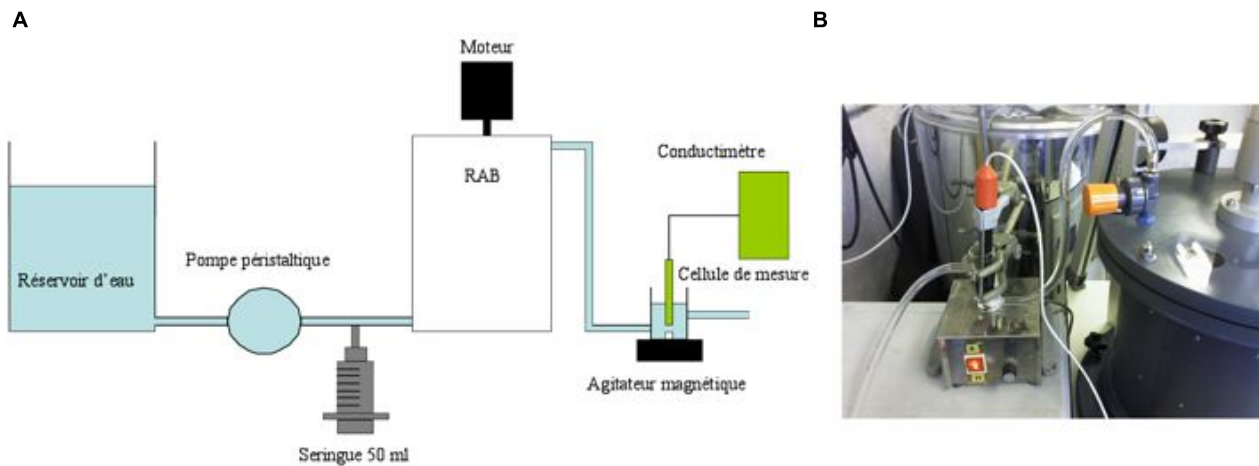 A
B
Moteur
Conductimètre
RAB
Pompe péristaltique
Réservoir d'eau
Cellule de mesure
Agitateur magnétique
Seringue 50 ml